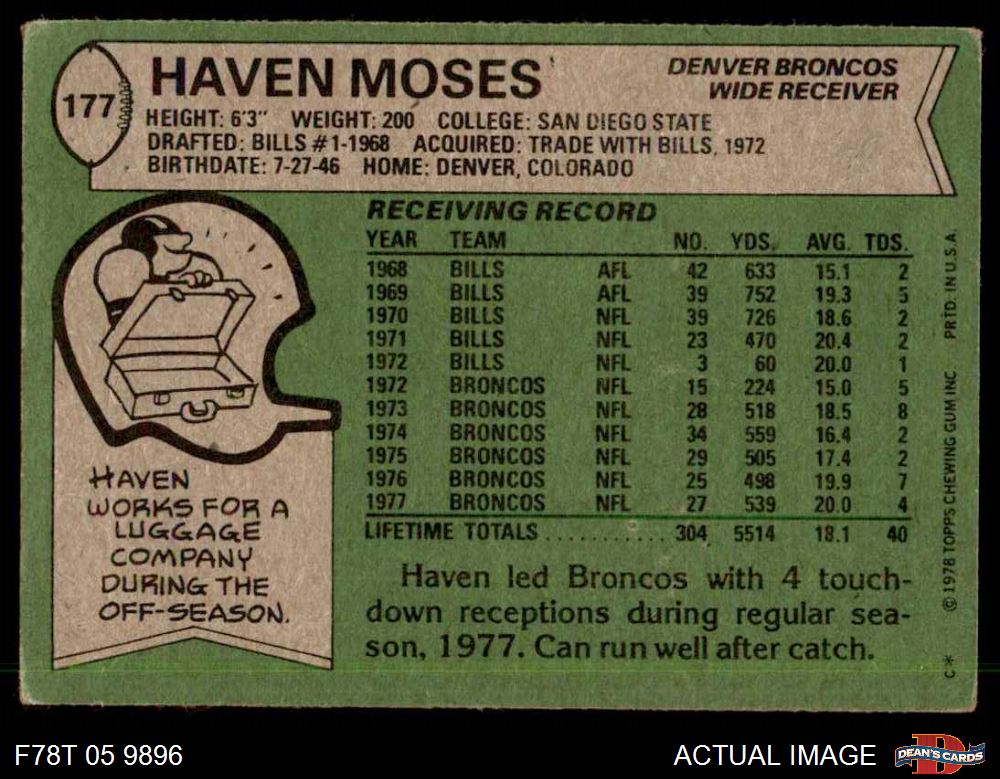 177
HAVEN MOSES
DENVER BRONCOS
WIDE RECEIVER
HEIGHT: 6'3" WEIGHT: 200 COLLEGE: SAN DIEGO STATE
DRAFTED: BILLS #1-1968 ACQUIRED: TRADE WITH BILLS, 1972
BIRTHDATE: 7-27-46 HOME: DENVER, COLORADO
RECEIVING RECORD
YEAR TEAM NO. YDS. AVG. TDS.
1968 BILLS AFL 42 633 15.1 2
1969 BILLS AFL 39 752 19.3 5
1970 BILLS NFL 39 726 18.6 2
1971 BILLS NFL 23 470 20.4 2
1972 BILLS NFL 3 60 20.0 1
1972 BRONCOS NFL 15 224 15.0 5
1973 BRONCOS NFL 28 518 18.5 8
1974 BRONCOS NFL 34 559 16.4 2
1975 BRONCOS NFL 29 505 17.4 2
1976 BRONCOS NFL 25 498 19.9 7
1977 BRONCOS NFL 27 539 20.0 4
LIFETIME TOTALS ........... 304 5514 18.1 40
Haven led Broncos with 4 touch-
down receptions during regular sea-
son, 1977. Can run well after catch.
HAVEN
WORKS FOR A
LUGGAGE
COMPANY
DURING THE
OFF-SEASON.
C* © 1978 TOPPS CHEWING GUM INC PRTD. IN U.S.A.
F78T 05 9896
ACTUAL IMAGE
D
DEAN'S CARDS